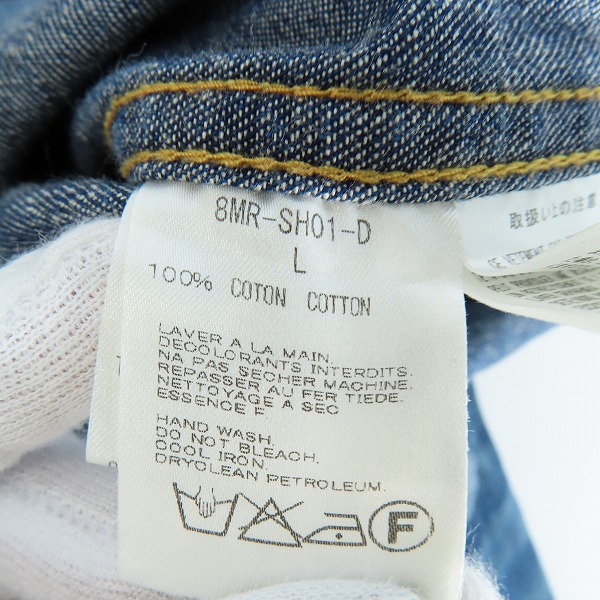 8MR-SH01-D
L
100% COTON COTTON
LAVER A LA MAIN.
DECOLORANTS INTERDITS.
NA PAS SECHER MACHINE.
REPASSER AU FER TIEDE.
NETTOYAGE A SEC
ESSENCE F
HAND WASH.
DO NOT BLEACH.
COOL IRON.
DRYCLEAN PETROLEUM.
F
取扱い上の注意